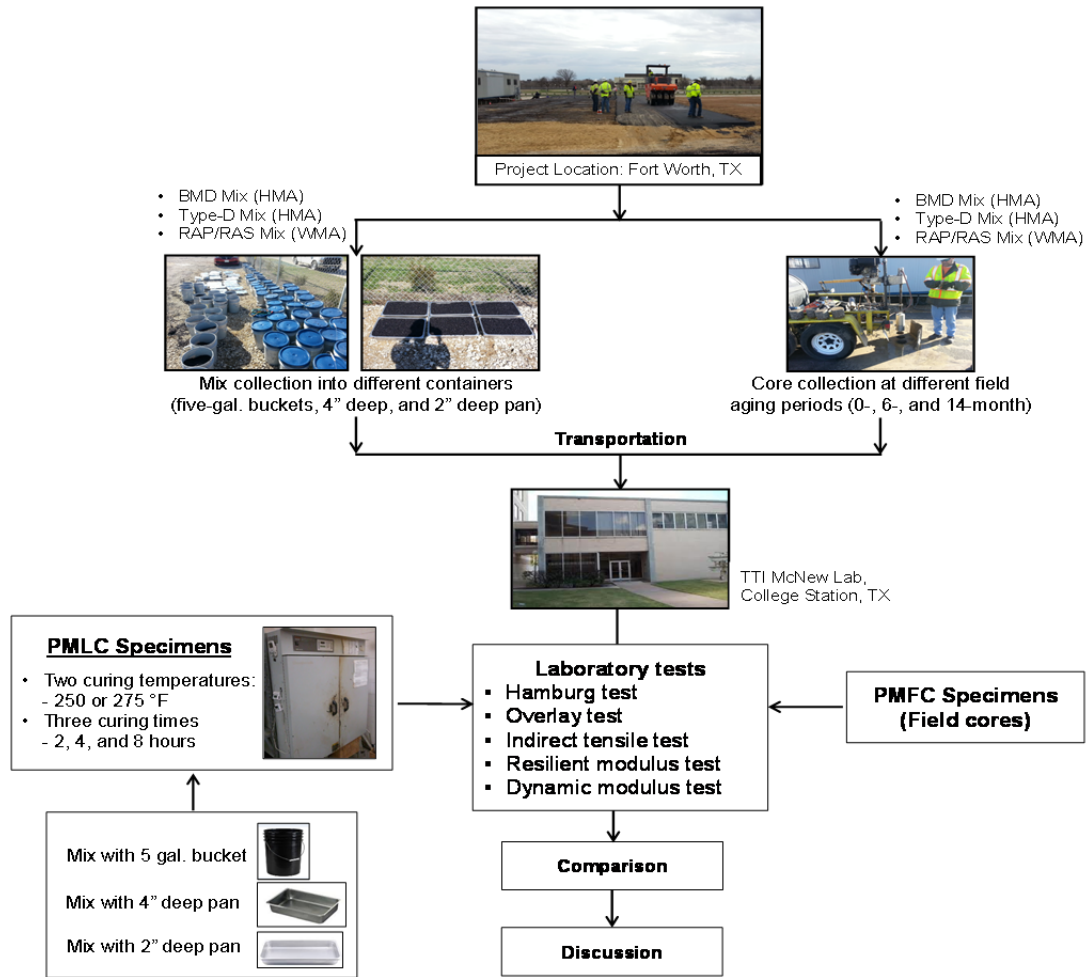 Project Location: Fort Worth, TX
• BMD Mix (HMA)
• Type-D Mix (HMA)
• RAP/RAS Mix (WMA)
• BMD Mix (HMA)
• Type-D Mix (HMA)
• RAP/RAS Mix (WMA)
Mix collection into different containers
(five-gal. buckets, 4” deep, and 2” deep pan)
Core collection at different field
aging periods (0-, 6-, and 14-month)
Transportation
TTI McNew Lab,
College Station, TX
PMLC Specimens
• Two curing temperatures:
- 250 or 275 °F
• Three curing times
- 2, 4, and 8 hours
Laboratory tests
▪ Hamburg test
▪ Overlay test
▪ Indirect tensile test
▪ Resilient modulus test
▪ Dynamic modulus test
PMFC Specimens
(Field cores)
Mix with 5 gal. bucket
Mix with 4” deep pan
Mix with 2” deep pan
Comparison
Discussion